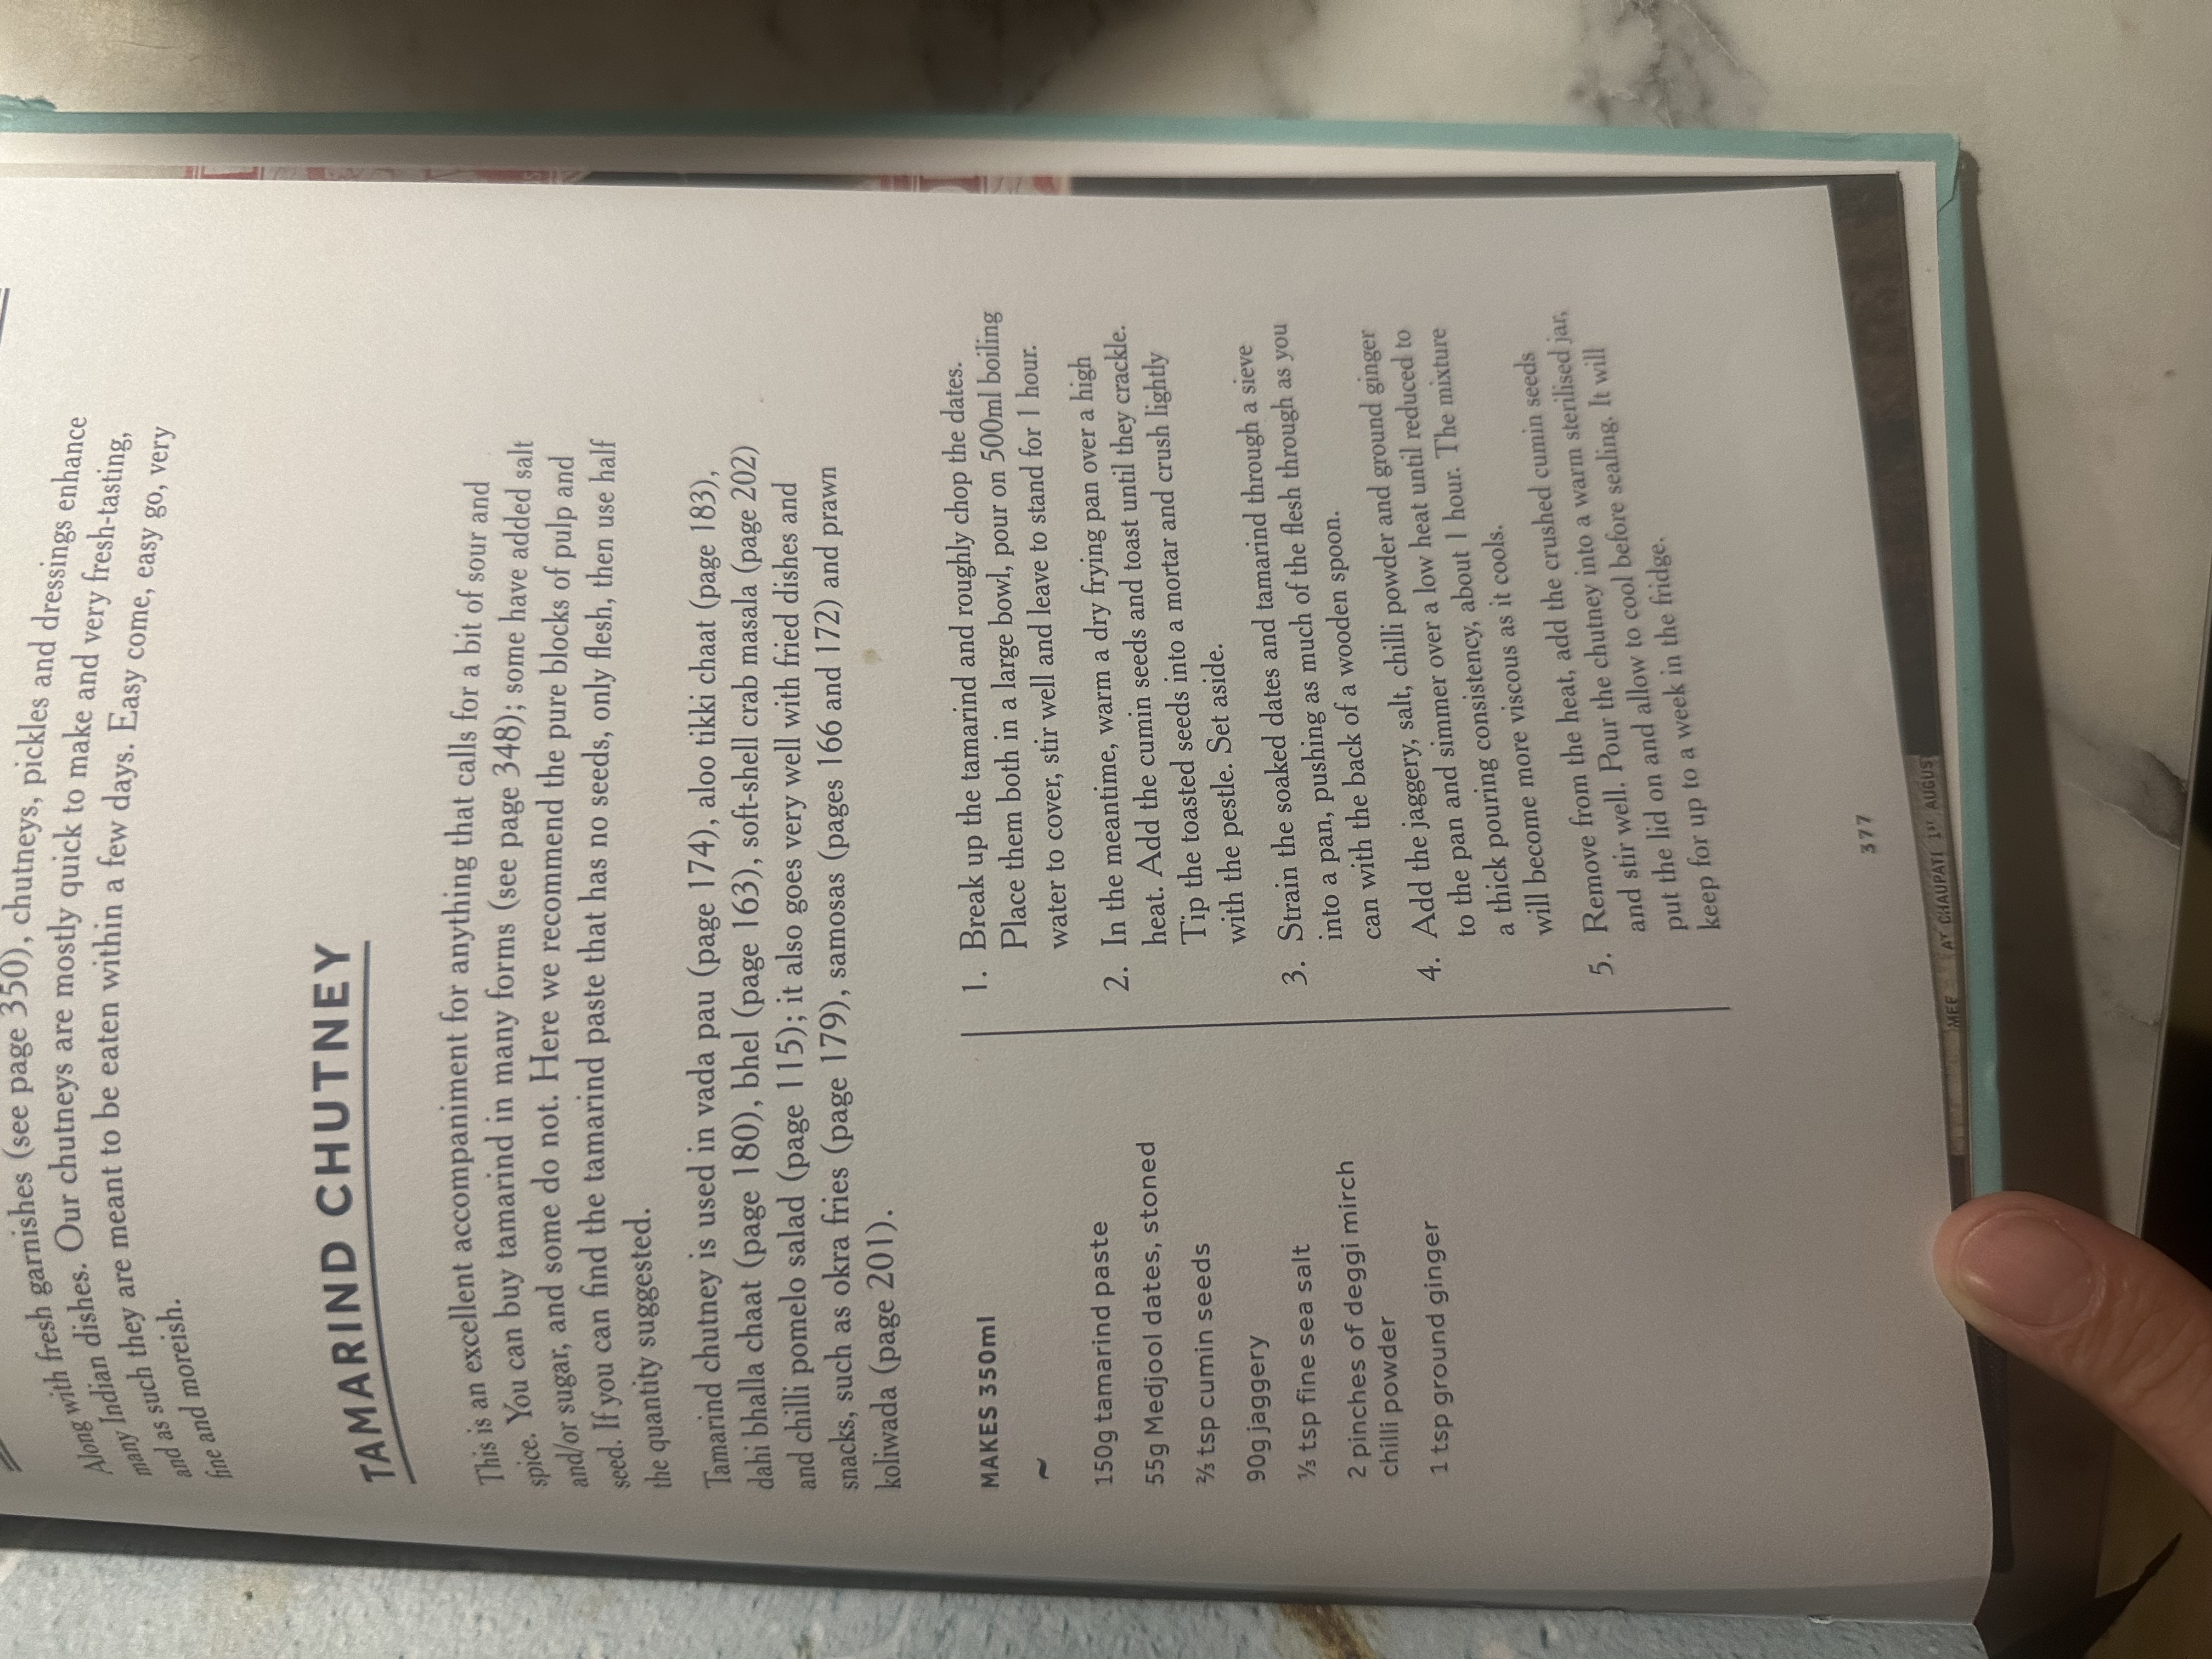 Along with fresh garnishes (see page 350), chutneys, pickles and dressings enhance
many Indian dishes. Our chutneys are mostly quick to make and very fresh-tasting,
and as such they are meant to be eaten within a few days. Easy come, easy go, very
fine and moreish.
TAMARIND CHUTNEY
This is an excellent accompaniment for anything that calls for a bit of sour and
spice. You can buy tamarind in many forms (see page 348); some have added salt
and/or sugar, and some do not. Here we recommend the pure blocks of pulp and
seed. If you can find the tamarind paste that has no seeds, only flesh, then use half
the quantity suggested.
Tamarind chutney is used in vada pau (page 174), aloo tikki chaat (page 183),
dahi bhalla chaat (page 180), bhel (page 163), soft-shell crab masala (page 202)
and chilli pomelo salad (page 115); it also goes very well with fried dishes and
snacks, such as okra fries (page 179), samosas (pages 166 and 172) and prawn
koliwada (page 201).
MAKES 350ml
~
150g tamarind paste
55g Medjool dates, stoned
⅔ tsp cumin seeds
90g jaggery
⅓ tsp fine sea salt
2 pinches of deggi mirch
chilli powder
1 tsp ground ginger
1. Break up the tamarind and roughly chop the dates.
Place them both in a large bowl, pour on 500ml boiling
water to cover, stir well and leave to stand for 1 hour.
2. In the meantime, warm a dry frying pan over a high
heat. Add the cumin seeds and toast until they crackle.
Tip the toasted seeds into a mortar and crush lightly
with the pestle. Set aside.
3. Strain the soaked dates and tamarind through a sieve
into a pan, pushing as much of the flesh through as you
can with the back of a wooden spoon.
4. Add the jaggery, salt, chilli powder and ground ginger
to the pan and simmer over a low heat until reduced to
a thick pouring consistency, about 1 hour. The mixture
will become more viscous as it cools.
5. Remove from the heat, add the crushed cumin seeds
and stir well. Pour the chutney into a warm sterilised jar,
put the lid on and allow to cool before sealing. It will
keep for up to a week in the fridge.
377
AT CHAUPATI 1st AUGUS